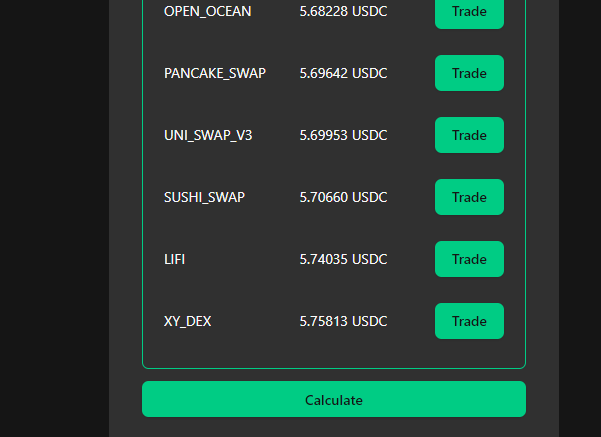 OPEN_OCEAN 5.68228 USDC Trade
PANCAKE_SWAP 5.69642 USDC Trade
UNI_SWAP_V3 5.69953 USDC Trade
SUSHI_SWAP 5.70660 USDC Trade
LIFI 5.74035 USDC Trade
XY_DEX 5.75813 USDC Trade
Calculate